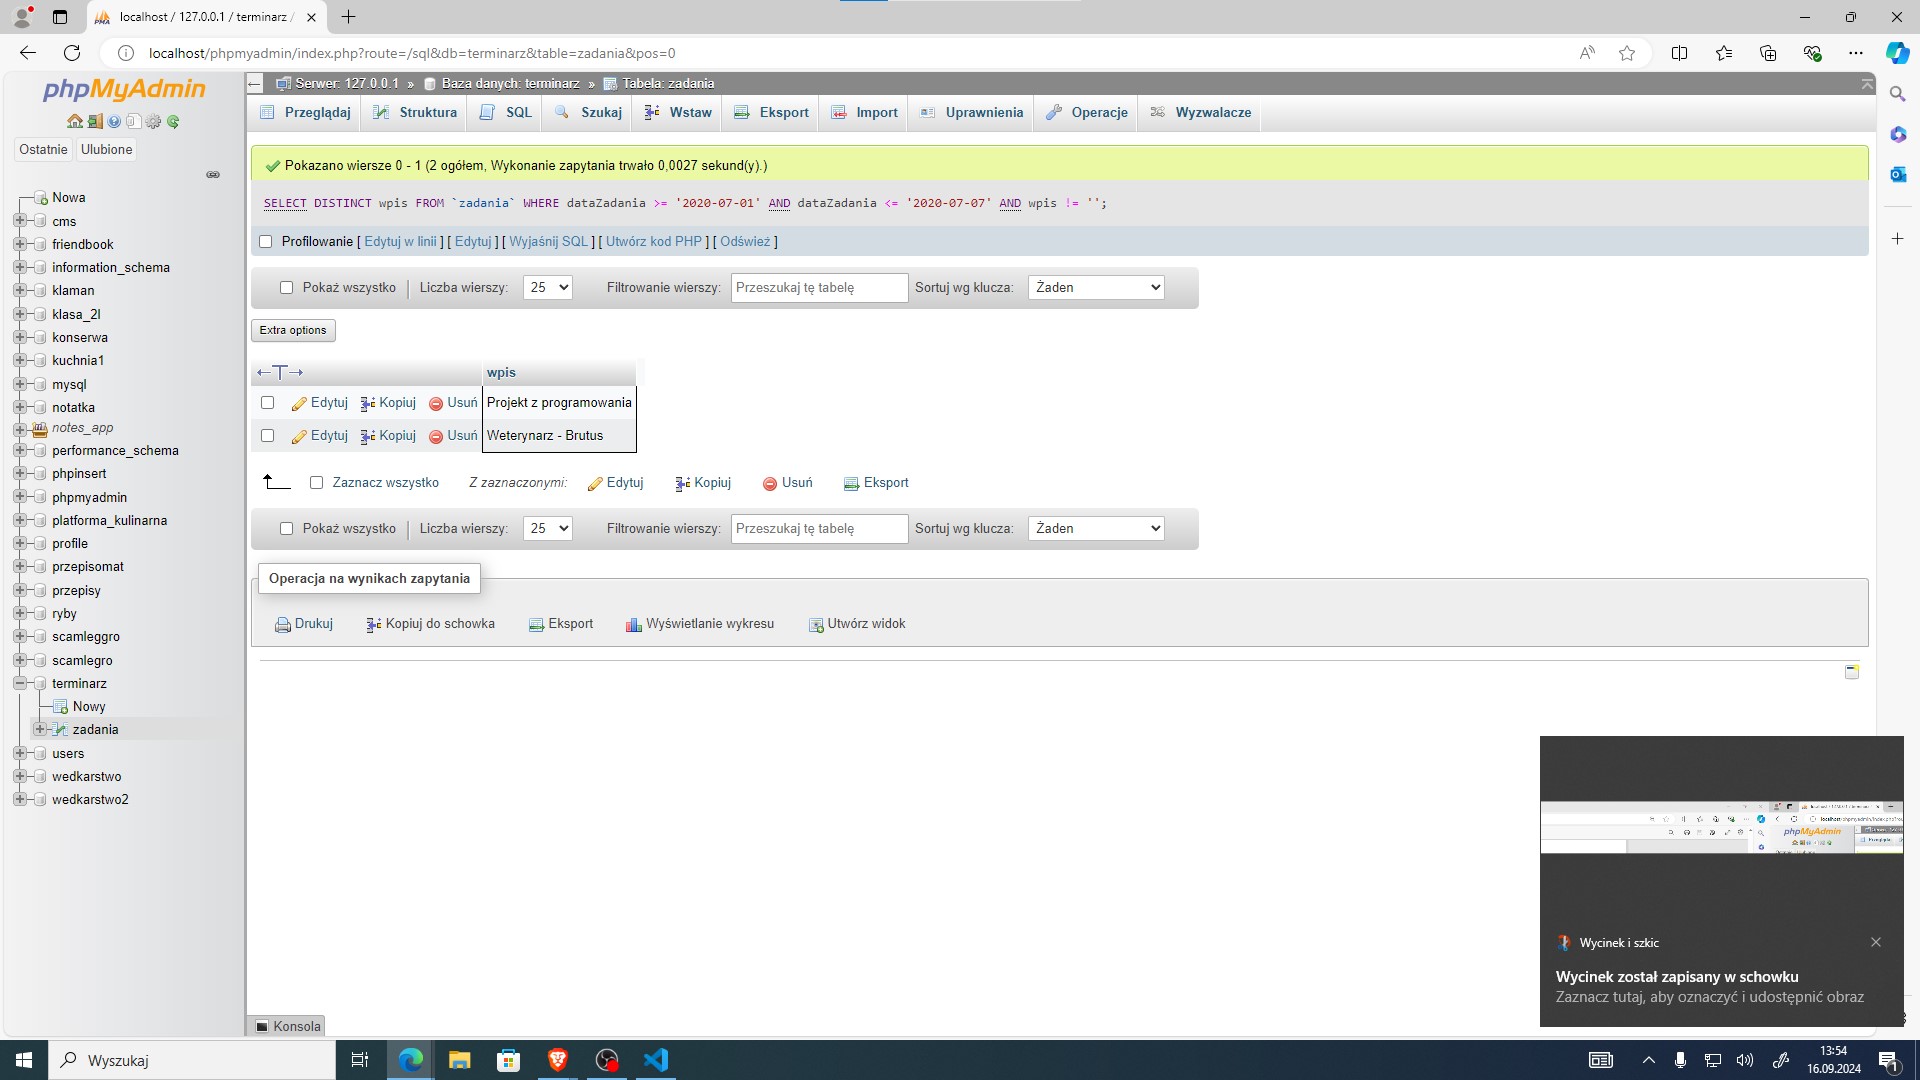 localhost / 127.0.0.1 / terminarz /
localhost/phpmyadmin/index.php?route=/sql&db=terminarz&table=zadania&pos=0
phpMyAdmin
Ostatnie Ulubione
Nowa
cms
friendbook
information_schema
klaman
klasa_2l
konserwa
kuchnia1
mysql
notatka
notes_app
performance_schema
phpinsert
phpmyadmin
platforma_kulinarna
profile
przepisomat
przepisy
ryby
scamleggro
scamlegro
terminarz
Nowy
zadania
users
wedkarstwo
wedkarstwo2
Serwer: 127.0.0.1 » Baza danych: terminarz » Tabela: zadania
Przeglądaj Struktura SQL Szukaj Wstaw Eksport Import Uprawnienia Operacje Wyzwalacze
Pokazano wiersze 0 - 1 (2 ogółem, Wykonanie zapytania trwało 0,0027 sekund(y).)
SELECT DISTINCT wpis FROM `zadania` WHERE dataZadania >= '2020-07-01' AND dataZadania <= '2020-07-07' AND wpis != '';
Profilowanie [ Edytuj w linii ] [ Edytuj ] [ Wyjaśnij SQL ] [ Utwórz kod PHP ] [ Odśwież ]
Pokaż wszystko Liczba wierszy: 25 Filtrowanie wierszy: Przeszukaj tę tabelę Sortuj wg klucza: Żaden
Extra options
←T→ wpis
Edytuj Kopiuj Usuń Projekt z programowania
Edytuj Kopiuj Usuń Weterynarz - Brutus
Zaznacz wszystko Z zaznaczonymi: Edytuj Kopiuj Usuń Eksport
Pokaż wszystko Liczba wierszy: 25 Filtrowanie wierszy: Przeszukaj tę tabelę Sortuj wg klucza: Żaden
Operacja na wynikach zapytania
Drukuj Kopiuj do schowka Eksport Wyświetlanie wykresu Utwórz widok
Konsola
phpMyAdmin
Wycinek i szkic
Wycinek został zapisany w schowku
Zaznacz tutaj, aby oznaczyć i udostępnić obraz
Wyszukaj
13:54
16.09.2024
1